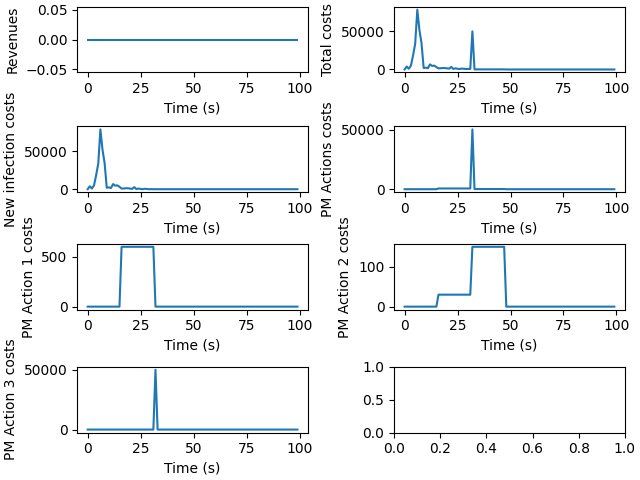 Revenues
0.05
0.00
−0.05
0 25 50 75 100
Time (s)
Total costs
50000
0
0 25 50 75 100
Time (s)
New infection costs
50000
0
0 25 50 75 100
Time (s)
PM Actions costs
50000
0
0 25 50 75 100
Time (s)
PM Action 1 costs
500
0
0 25 50 75 100
Time (s)
PM Action 2 costs
100
0
0 25 50 75 100
Time (s)
PM Action 3 costs
50000
0
0 25 50 75 100
Time (s)
1.0
0.5
0.0
0.0 0.2 0.4 0.6 0.8 1.0